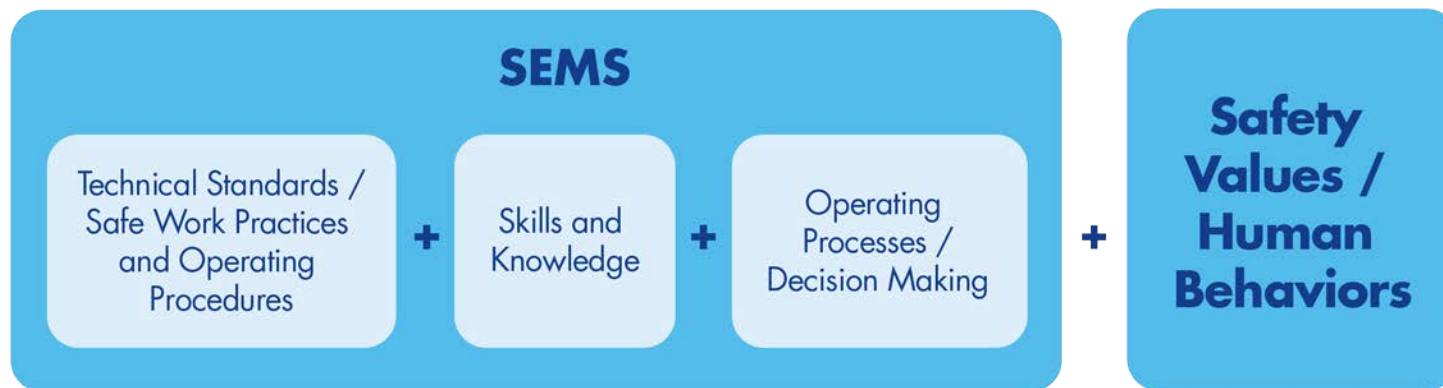 SEMS
Technical Standards /
Safe Work Practices
and Operating
Procedures
+
Skills and
Knowledge
+
Operating
Processes /
Decision Making
+
Safety
Values /
Human
Behaviors